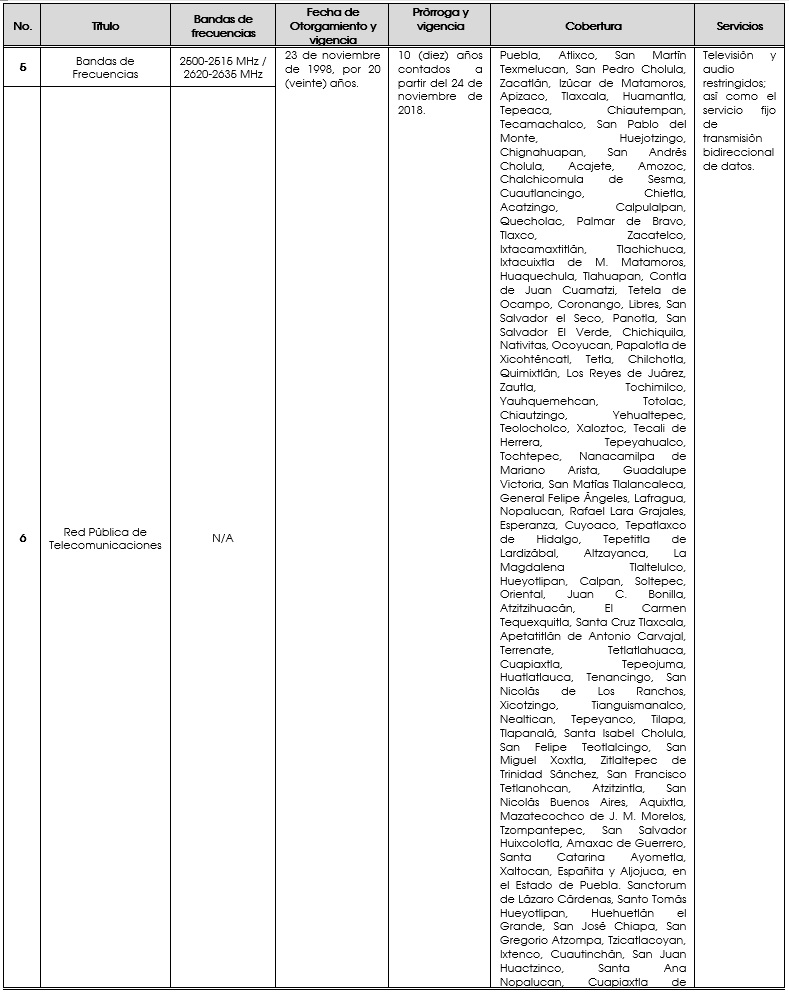 No.
Título
Bandas de
frecuencias
Fecha de
Otorgamiento y
vigencia
Prórroga y
vigencia
Cobertura
Servicios
5
Bandas de
Frecuencias
2500-2515 MHz /
2620-2635 MHz
23 de noviembre
de 1998, por 20
(veinte) años.
10 (diez) años
contados a
partir del 24 de
noviembre de
2018.
Puebla, Atlixco, San Martín
Texmelucan, San Pedro Cholula,
Zacatlán, Izúcar de Matamoros,
Apizaco, Tlaxcala, Huamantla,
Tepeaca, Chiautempan,
Tecamachalco, San Pablo del
Monte, Huejotzingo,
Chignahuapan, San Andrés
Cholula, Acajete, Amozoc,
Chalchicomula de Sesma,
Cuautlancingo, Chietla,
Acatzingo, Calpulalpan,
Quecholac, Palmar de Bravo,
Tlaxco, Zacatelco,
Ixtacamaxtitlán, Tlachichuca,
Ixtacuixtla de M. Matamoros,
Huaquechula, Tlahuapan, Contla
de Juan Cuamatzi, Tetela de
Ocampo, Coronango, Libres, San
Salvador el Seco, Panotla, San
Salvador El Verde, Chichiquila,
Nativitas, Ocoyucan, Papalotla de
Xicohténcatl, Tetla, Chilchotla,
Quimixtlán, Los Reyes de Juárez,
Zautla, Tochimilco,
Yauhquemehcan, Totolac,
Chiautzingo, Yehualtepec,
Teolocholco, Xaloztoc, Tecali de
Herrera, Tepeyahualco,
Tochtepec, Nanacamilpa de
Mariano Arista, Guadalupe
Victoria, San Matías Tlalancaleca,
General Felipe Ángeles, Lafragua,
Nopalucan, Rafael Lara Grajales,
Esperanza, Cuyoaco, Tepatlaxco
de Hidalgo, Tepetitla de
Lardizábal, Altzayanca, La
Magdalena Tlaltelulco,
Hueyotlipan, Calpan, Soltepec,
Oriental, Juan C. Bonilla,
Atzitzihuacán, El Carmen
Tequexquitla, Santa Cruz Tlaxcala,
Apetatitlán de Antonio Carvajal,
Terrenate, Tetlatlahuaca,
Cuapiaxtla, Tepeojuma,
Huatlatlauca, Tenancingo, San
Nicolás de Los Ranchos,
Xicotzingo, Tianguismanalco,
Nealtican, Tepeyanco, Tilapa,
Tlapanalá, Santa Isabel Cholula,
San Felipe Teotlalcingo, San
Miguel Xoxtla, Zitlaltepec de
Trinidad Sánchez, San Francisco
Tetlanohcan, Atzitzintla, San
Nicolás Buenos Aires, Aquixtla,
Mazatecochco de J. M. Morelos,
Tzompantepec, San Salvador
Huixcolotla, Amaxac de Guerrero,
Santa Catarina Ayometla,
Xaltocan, Españita y Aljojuca, en
el Estado de Puebla. Sanctorum
de Lázaro Cárdenas, Santo Tomás
Hueyotlipan, Huehuetlán el
Grande, San José Chiapa, San
Gregorio Atzompa, Tzicatlacoyan,
Ixtenco, Cuautinchán, San Juan
Huactzinco, Santa Ana
Nopalucan, Cuapiaxtla de
Televisión y
audio
restringidos;
así como el
servicio fijo
de
transmisión
bidireccional
de datos.
6
Red Pública de
Telecomunicaciones
N/A